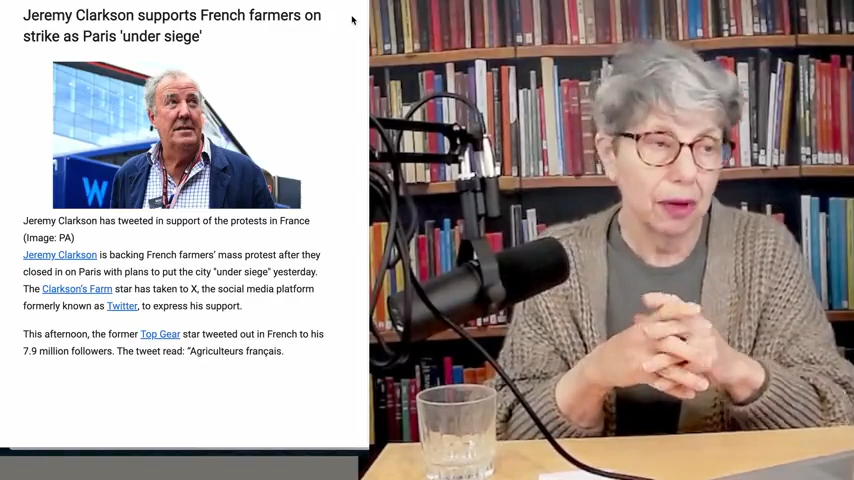 Jeremy Clarkson supports French farmers on
strike as Paris 'under siege'
W
Jeremy Clarkson has tweeted in support of the protests in France
(Image: PA)
Jeremy Clarkson is backing French farmers' mass protest after they
closed in on Paris with plans to put the city "under siege" yesterday.
The Clarkson's Farm star has taken to X, the social media platform
formerly known as Twitter, to express his support.
This afternoon, the former Top Gear star tweeted out in French to his
7.9 million followers. The tweet read: “Agriculteurs français.